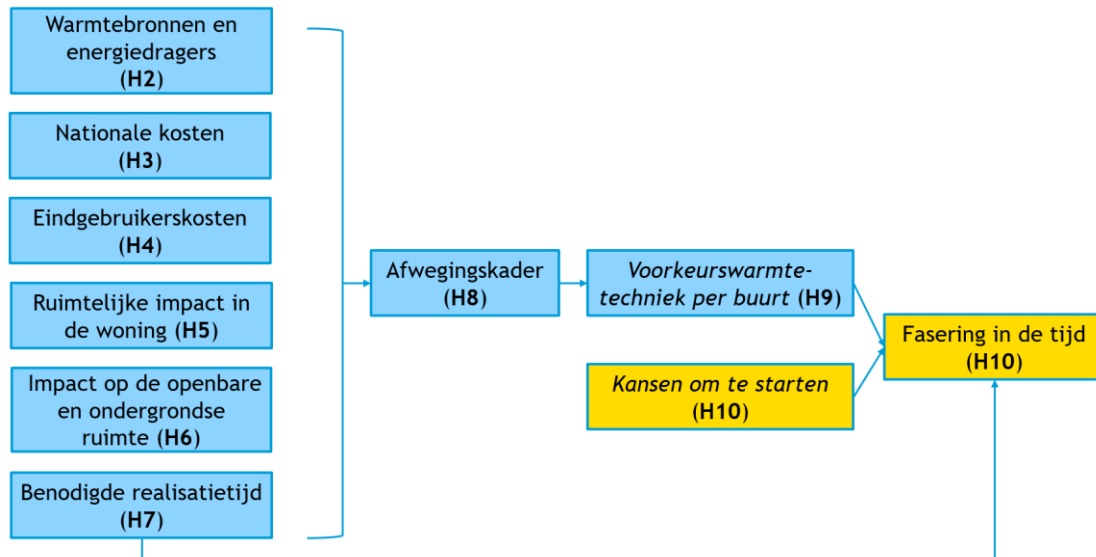 Warmtebronnen en
energiedragers
(H2)
Nationale kosten
(H3)
Eindgebruikerskosten
(H4)
Ruimtelijke impact in
de woning (H5)
Impact op de openbare
en ondergrondse
ruimte (H6)
Benodigde realisatietijd
(H7)
Afwegingskader
(H8)
Voorkeurswarmte-
techniek per buurt (H9)
Kansen om te starten
(H10)
Fasering in de tijd
(H10)